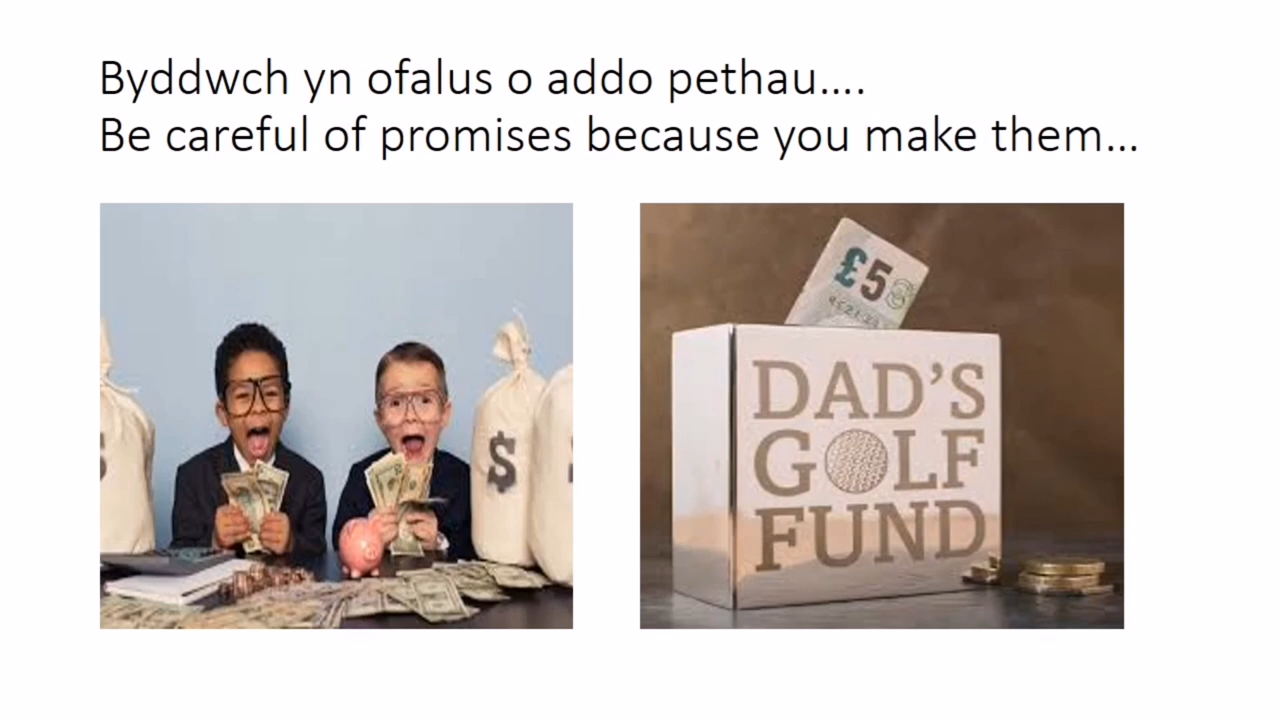 Byddwch yn ofalus o addo pethau….
Be careful of promises because you make them…
$
£5
DAD'S
GOLF
FUND